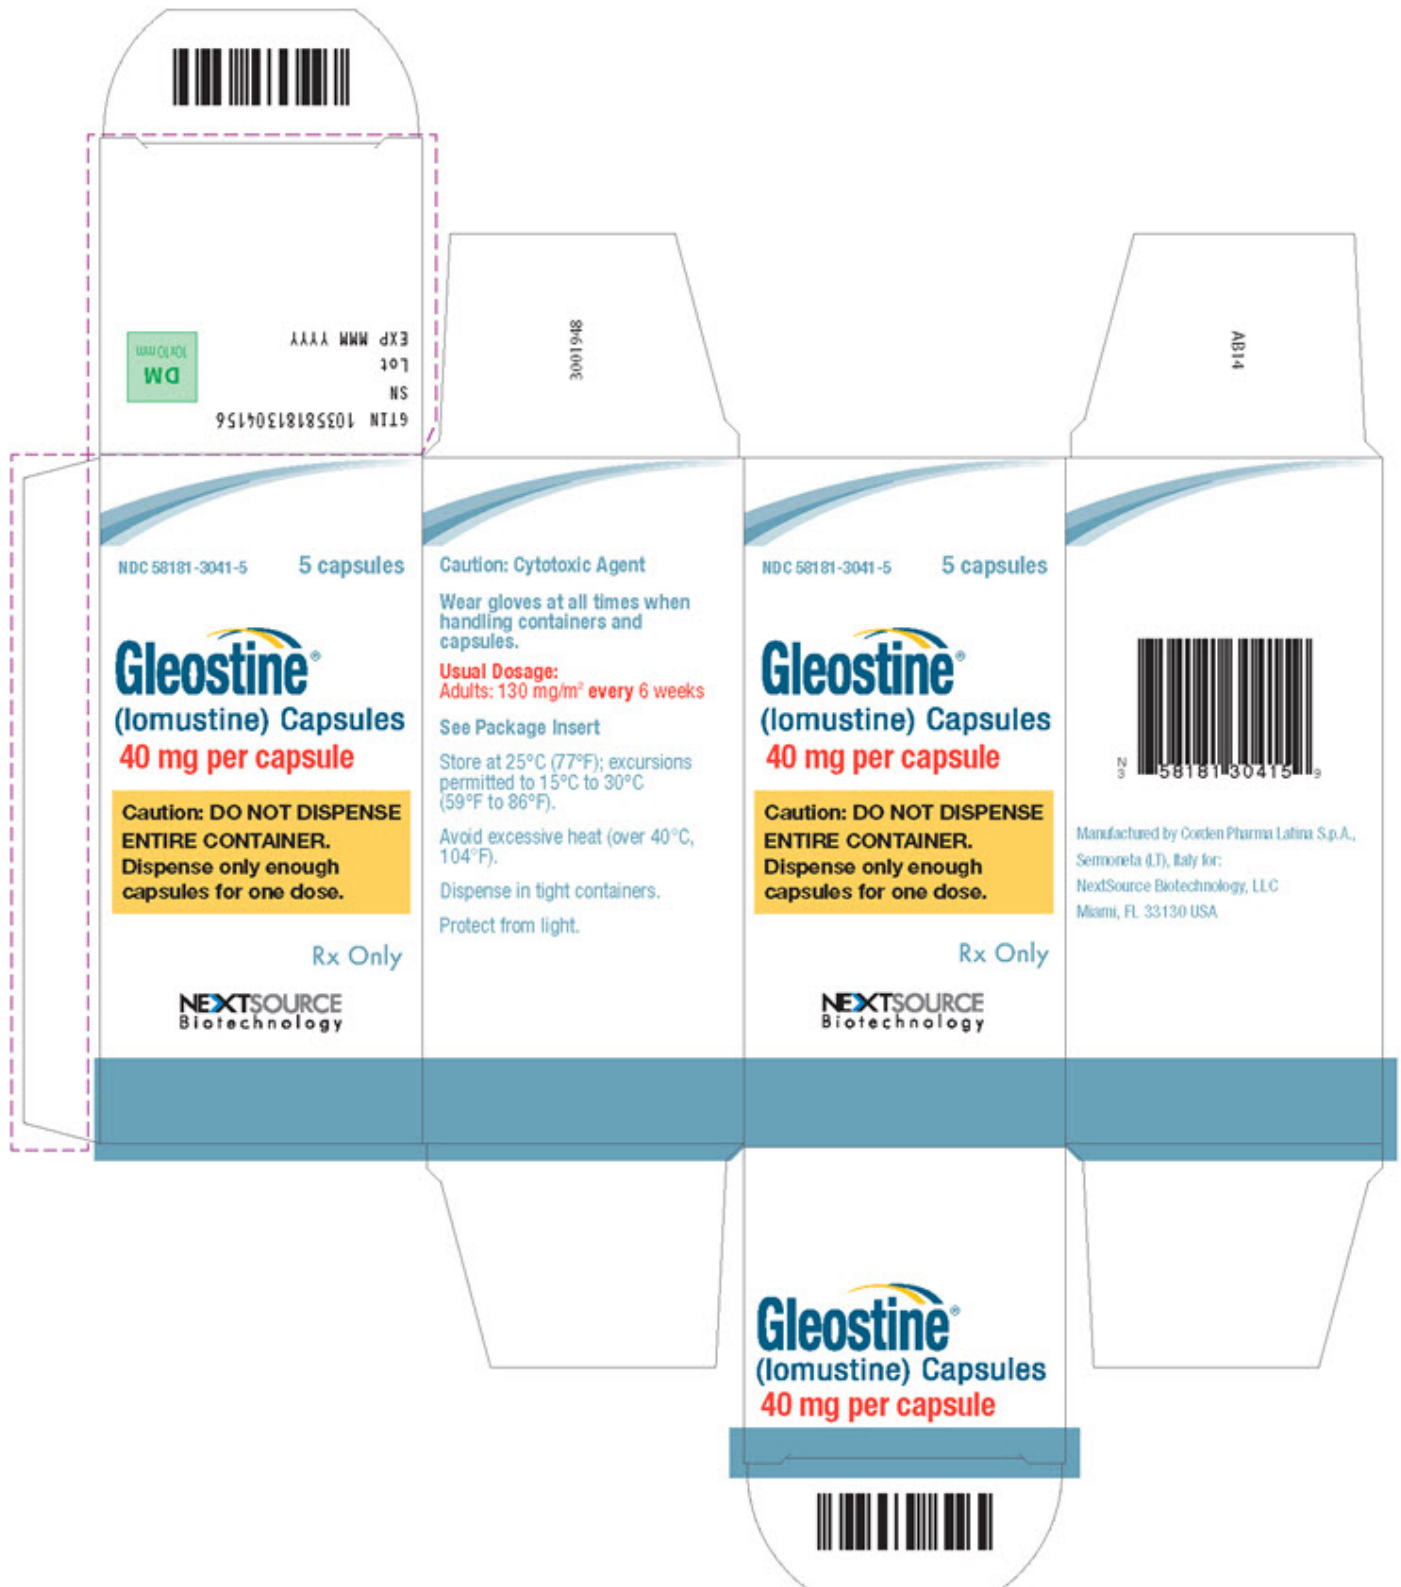 GTIN 10358181304156
SN
Lot
EXP MMM YYYY
DM
10x10 mm
3001948
AB14
NDC 58181-3041-5 5 capsules
Gleostine®
(lomustine) Capsules
40 mg per capsule
Caution: DO NOT DISPENSE
ENTIRE CONTAINER.
Dispense only enough
capsules for one dose.
Rx Only
NEXTSOURCE
Biotechnology
Caution: Cytotoxic Agent
Wear gloves at all times when
handling containers and
capsules.
Usual Dosage:
Adults: 130 mg/m² every 6 weeks
See Package Insert
Store at 25°C (77°F); excursions
permitted to 15°C to 30°C
(59°F to 86°F).
Avoid excessive heat (over 40°C,
104°F).
Dispense in tight containers.
Protect from light.
NDC 58181-3041-5 5 capsules
Gleostine®
(lomustine) Capsules
40 mg per capsule
Caution: DO NOT DISPENSE
ENTIRE CONTAINER.
Dispense only enough
capsules for one dose.
Rx Only
NEXTSOURCE
Biotechnology
N
3 58181 30415 9
Manufactured by Corden Pharma Latina S.p.A.,
Sermoneta (LT), Italy for:
NextSource Biotechnology, LLC
Miami, FL 33130 USA
Gleostine®
(lomustine) Capsules
40 mg per capsule